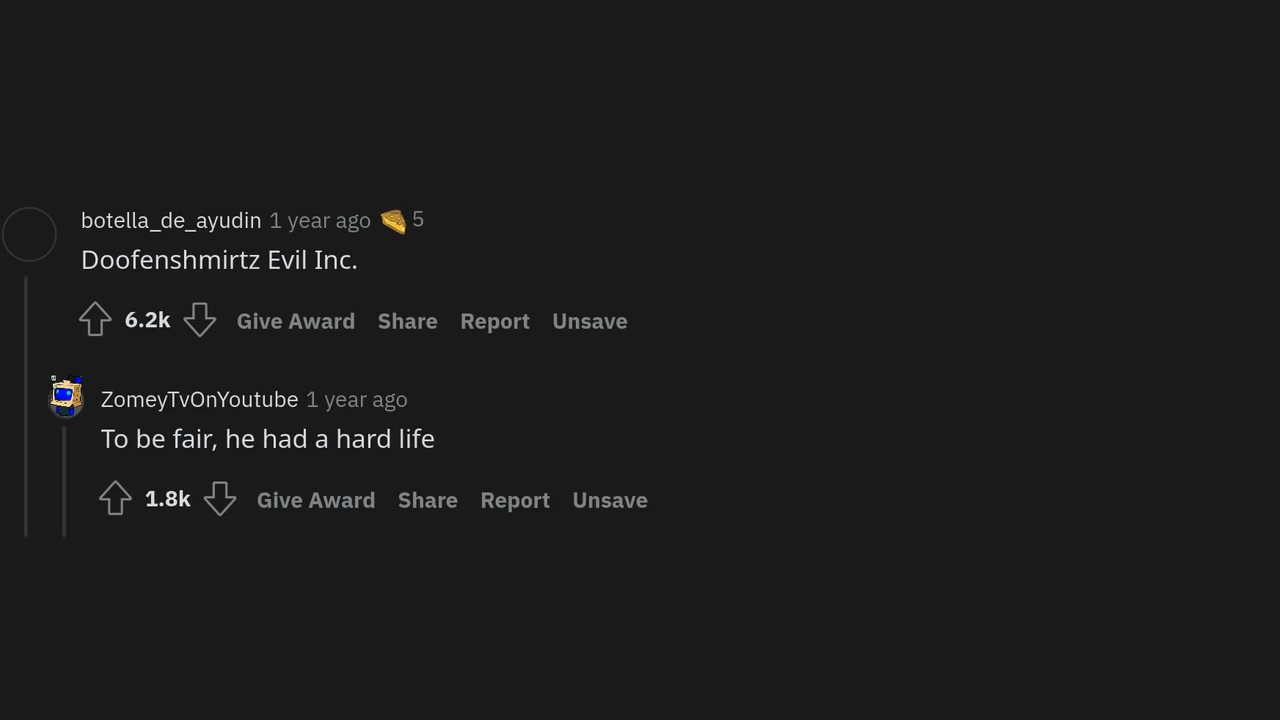 botella_de_ayudin 1 year ago 5
Doofenshmirtz Evil Inc.
6.2k Give Award Share Report Unsave
ZomeyTvOnYoutube 1 year ago
To be fair, he had a hard life
1.8k Give Award Share Report Unsave